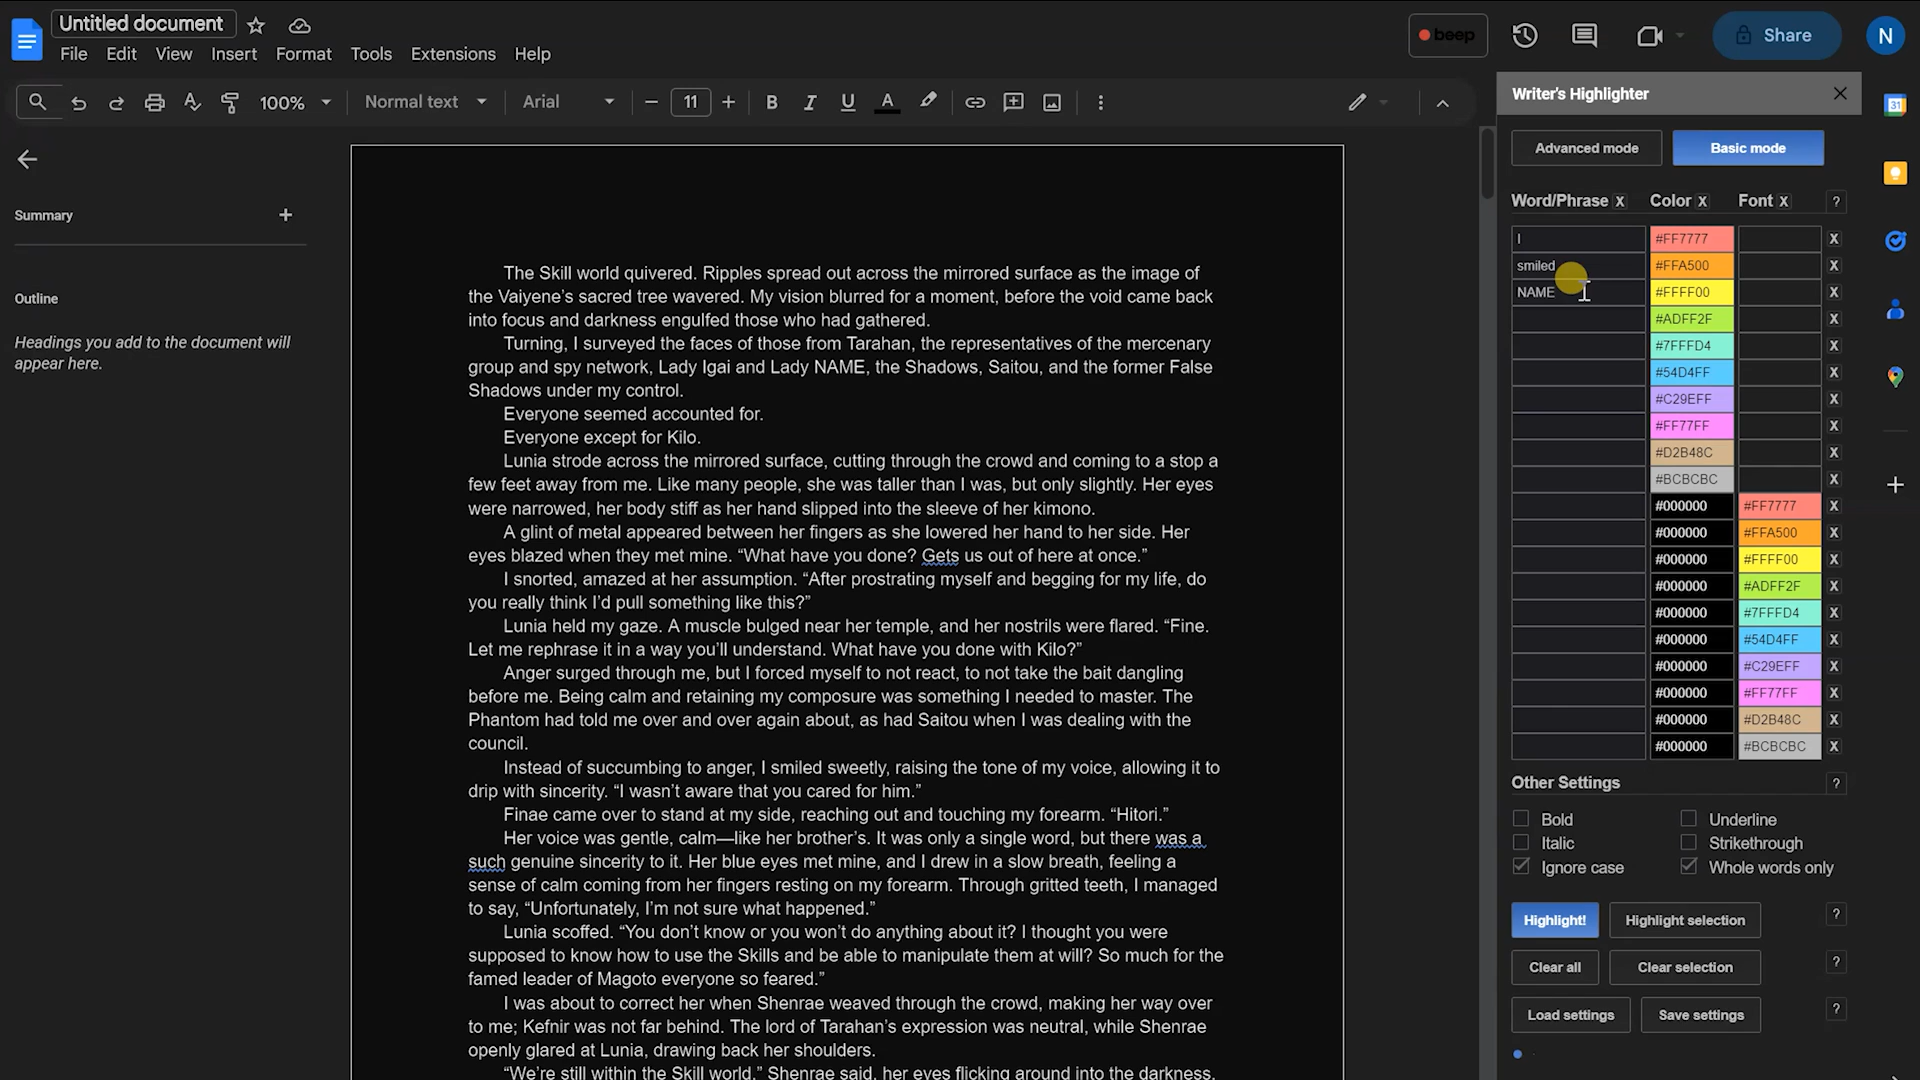 Untitled document
File Edit View Insert Format Tools Extensions Help
beep
Share
N
100% Normal text Arial 11
Summary
Outline
Headings you add to the document will
appear here.
The Skill world quivered. Ripples spread out across the mirrored surface as the image of
the Vaiyene’s sacred tree wavered. My vision blurred for a moment, before the void came back
into focus and darkness engulfed those who had gathered.
Turning, I surveyed the faces of those from Tarahan, the representatives of the mercenary
group and spy network, Lady Igai and Lady NAME, the Shadows, Saitou, and the former False
Shadows under my control.
Everyone seemed accounted for.
Everyone except for Kilo.
Lunia strode across the mirrored surface, cutting through the crowd and coming to a stop a
few feet away from me. Like many people, she was taller than I was, but only slightly. Her eyes
were narrowed, her body stiff as her hand slipped into the sleeve of her kimono.
A glint of metal appeared between her fingers as she lowered her hand to her side. Her
eyes blazed when they met mine. “What have you done? Gets us out of here at once.”
I snorted, amazed at her assumption. “After prostrating myself and begging for my life, do
you really think I’d pull something like this?”
Lunia held my gaze. A muscle bulged near her temple, and her nostrils were flared. “Fine.
Let me rephrase it in a way you’ll understand. What have you done with Kilo?”
Anger surged through me, but I forced myself to not react, to not take the bait dangling
before me. Being calm and retaining my composure was something I needed to master. The
Phantom had told me over and over again about, as had Saitou when I was dealing with the
council.
Instead of succumbing to anger, I smiled sweetly, raising the tone of my voice, allowing it to
drip with sincerity. “I wasn’t aware that you cared for him.”
Finae came over to stand at my side, reaching out and touching my forearm. “Hitori.”
Her voice was gentle, calm—like her brother’s. It was only a single word, but there was a
such genuine sincerity to it. Her blue eyes met mine, and I drew in a slow breath, feeling a
sense of calm coming from her fingers resting on my forearm. Through gritted teeth, I managed
to say, “Unfortunately, I’m not sure what happened.”
Lunia scoffed. “You don’t know or you won’t do anything about it? I thought you were
supposed to know how to use the Skills and be able to manipulate them at will? So much for the
famed leader of Magoto everyone so feared.”
I was about to correct her when Shenrae weaved through the crowd, making her way over
to me; Kefnir was not far behind. The lord of Tarahan’s expression was neutral, while Shenrae
openly glared at Lunia, drawing back her shoulders.
“We’re still within the Skill world,” Shenrae said, her eyes flicking around into the darkness.
Writer's Highlighter
Advanced mode Basic mode
Word/Phrase X Color X Font X ?
I #FF7777 X
smiled #FFA500 X
NAME #FFFF00 X
#ADFF2F X
#7FFFD4 X
#54D4FF X
#C29EFF X
#FF77FF X
#D2B48C X
#BCBCBC X
#000000 #FF7777 X
#000000 #FFA500 X
#000000 #FFFF00 X
#000000 #ADFF2F X
#000000 #7FFFD4 X
#000000 #54D4FF X
#000000 #C29EFF X
#000000 #FF77FF X
#000000 #D2B48C X
#000000 #BCBCBC X
Other Settings ?
Bold Underline
Italic Strikethrough
Ignore case Whole words only
Highlight! Highlight selection ?
Clear all Clear selection ?
Load settings Save settings ?
31